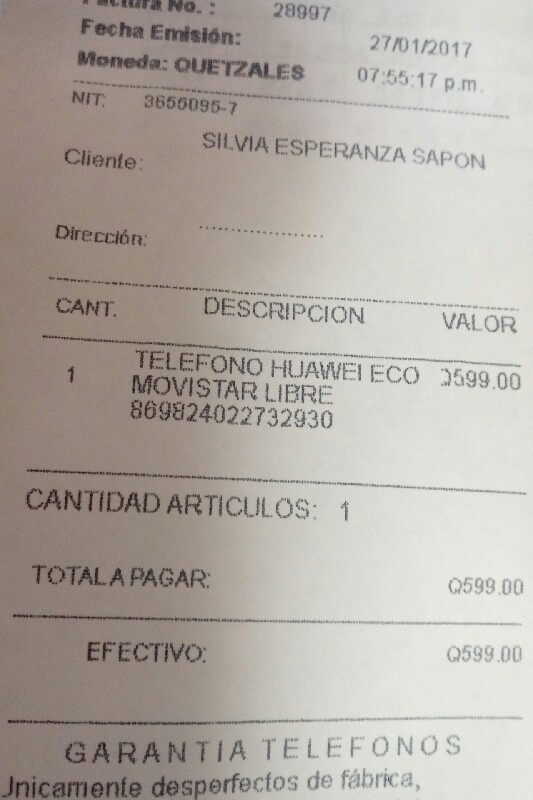 Factura No. : 28997
Fecha Emisión: 27/01/2017
Moneda: QUETZALES 07:55:17 p.m.
NIT: 3655095-7
Cliente: SILVIA ESPERANZA SAPON
Dirección: ....................
CANT. DESCRIPCION VALOR
1 TELEFONO HUAWEI ECO Q599.00
MOVISTAR LIBRE
869824022732930
CANTIDAD ARTICULOS: 1
TOTAL A PAGAR: Q599.00
EFECTIVO: Q599.00
GARANTIA TELEFONOS
Unicamente desperfectos de fábrica,